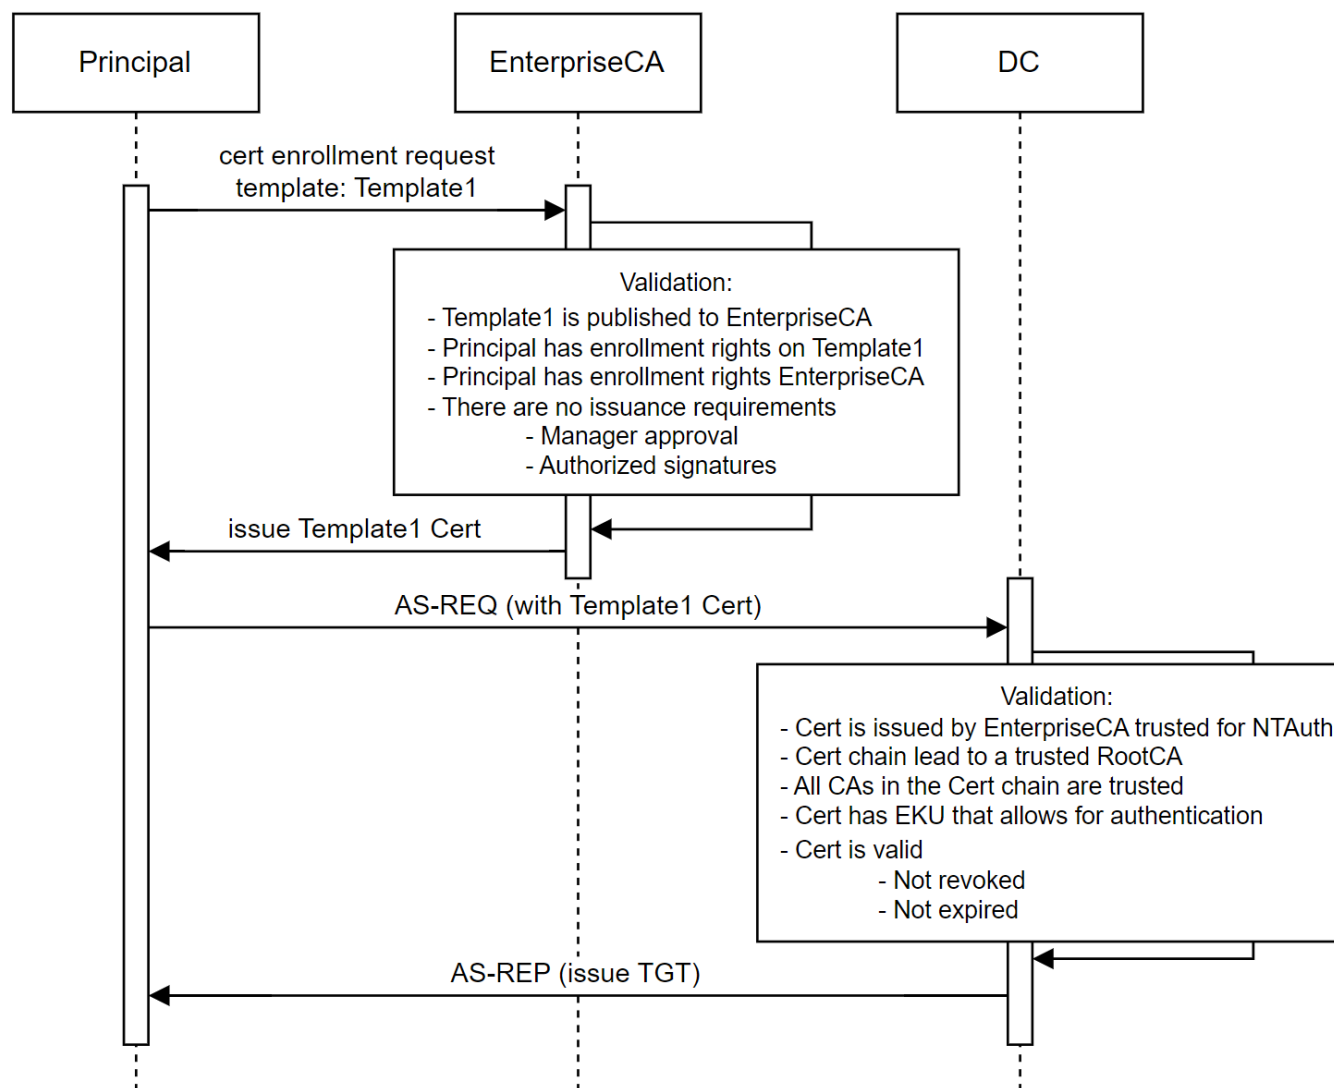 Principal
EnterpriseCA
DC
cert enrollment request
template: Template1
Validation:
- Template1 is published to EnterpriseCA
- Principal has enrollment rights on Template1
- Principal has enrollment rights EnterpriseCA
- There are no issuance requirements
- Manager approval
- Authorized signatures
issue Template1 Cert
AS-REQ (with Template1 Cert)
Validation:
- Cert is issued by EnterpriseCA trusted for NTAuth
- Cert chain lead to a trusted RootCA
- All CAs in the Cert chain are trusted
- Cert has EKU that allows for authentication
- Cert is valid
- Not revoked
- Not expired
AS-REP (issue TGT)